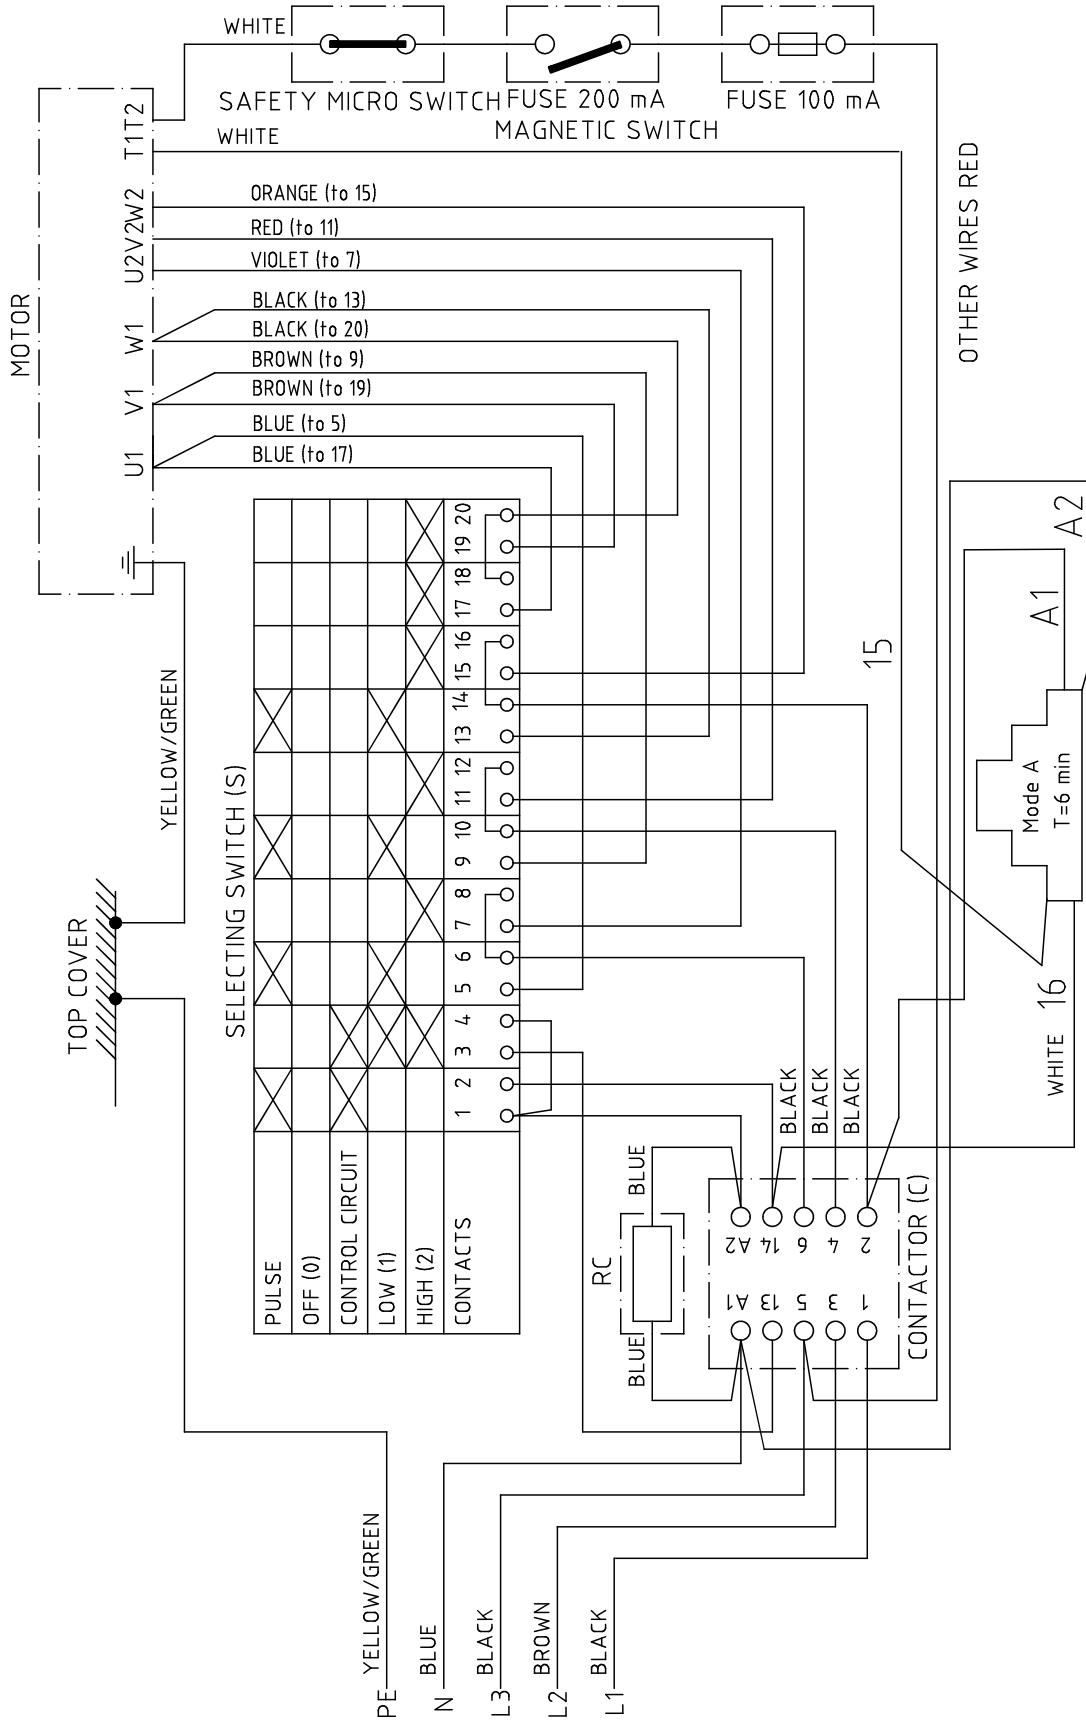 WHITE
SAFETY MICRO SWITCH
FUSE 200 mA
MAGNETIC SWITCH
FUSE 100 mA
WHITE
MOTOR
T1T2
U2V2W2
W1
V1
U1
ORANGE (to 15)
RED (to 11)
VIOLET (to 7)
BLACK (to 13)
BLACK (to 20)
BROWN (to 9)
BROWN (to 19)
BLUE (to 5)
BLUE (to 17)
OTHER WIRES RED
YELLOW/GREEN
TOP COVER
SELECTING SWITCH (S)
PULSE
OFF (0)
CONTROL CIRCUIT
LOW (1)
HIGH (2)
CONTACTS
1 2 3 4 5 6 7 8 9 10 11 12 13 14 15 16 17 18 19 20
15
A1
A2
Mode A
T=6 min
WHITE 16
BLACK
BLACK
BLACK
BLUE
RC
BLUE
A2 14 6 4 2
A1 13 5 3 1
CONTACTOR (C)
PE YELLOW/GREEN
N BLUE
L3 BLACK
L2 BROWN
L1 BLACK